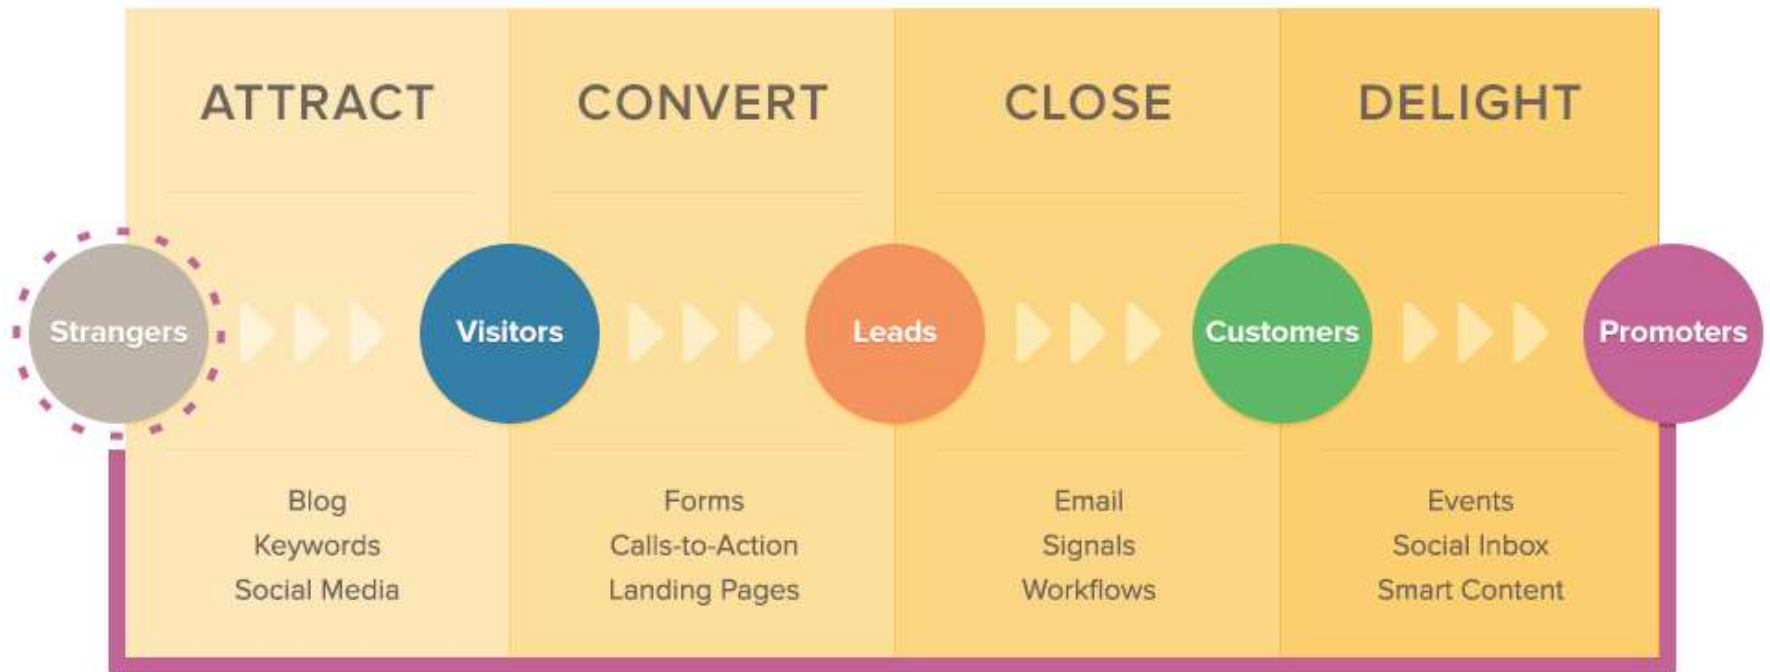 ATTRACT CONVERT CLOSE DELIGHT
Strangers Visitors Leads Customers Promoters
Blog Forms Email Events
Keywords Calls-to-Action Signals Social Inbox
Social Media Landing Pages Workflows Smart Content